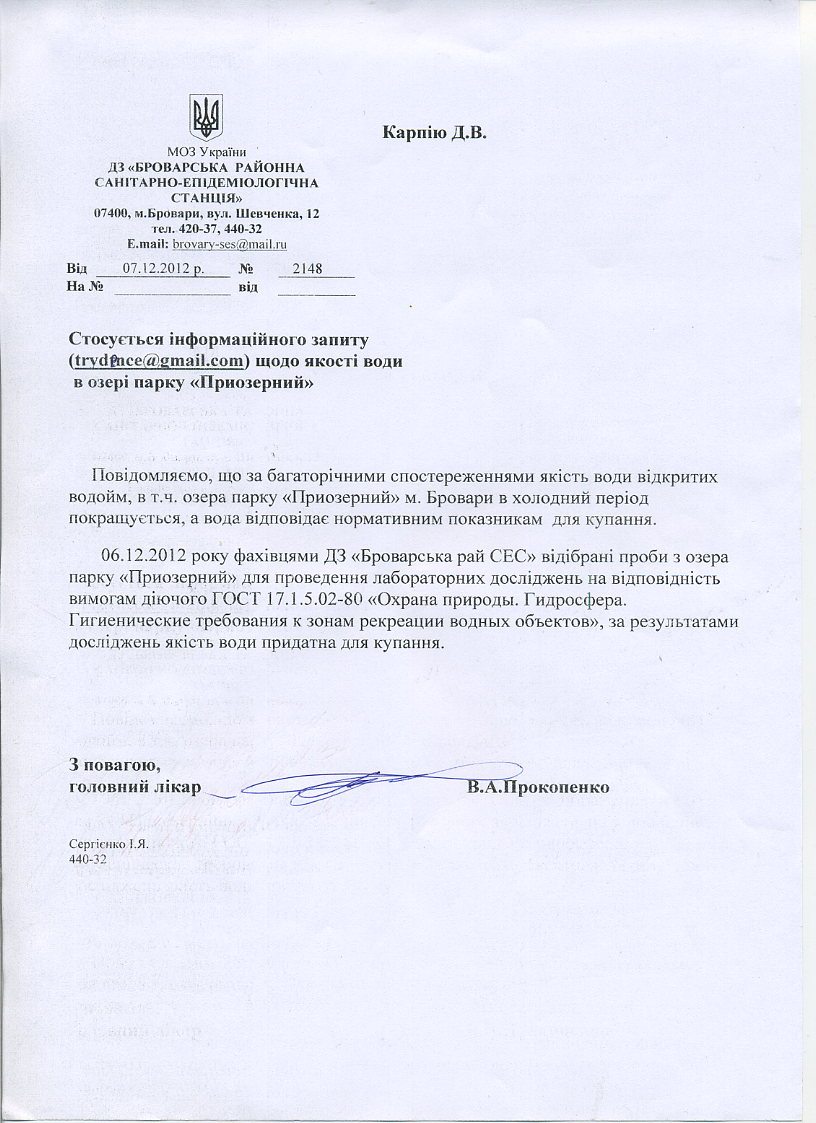 Карпію Д.В.
МОЗ України
ДЗ «БРОВАРСЬКА РАЙОННА
САНІТАРНО-ЕПІДЕМІОЛОГІЧНА
СТАНЦІЯ»
07400, м.Бровари, вул. Шевченка, 12
тел. 420-37, 440-32
E.mail: brovary-ses@mail.ru
Від 07.12.2012 р. № 2148
На № від
Стосується інформаційного запиту
щодо якості води
в озері парку «Приозерний»
Повідомляємо, що за багаторічними спостереженнями якість води відкритих
водойм, в т.ч. озера парку «Приозерний» м. Бровари в холодний період
покращується, а вода відповідає нормативним показникам для купання.
06.12.2012 року фахівцями ДЗ «Броварська рай СЕС» відібрані проби з озера
парку «Приозерний» для проведення лабораторних досліджень на відповідність
вимогам діючого ГОСТ 17.1.5.02-80 «Охрана природы. Гидросфера.
Гигиенические требования к зонам рекреации водных объектов», за результатами
досліджень якість води придатна для купання.
З повагою,
головний лікар В.А.Прокопенко
Сергієнко І.Я.
440-32